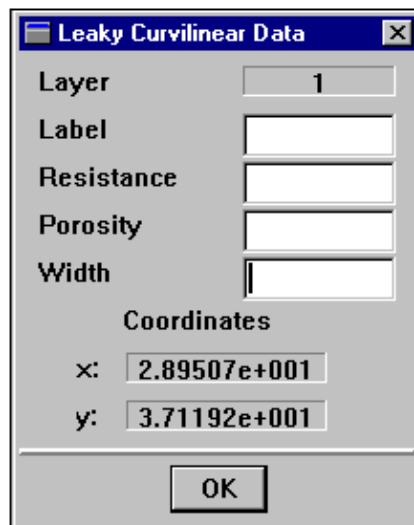 Leaky Curvilinear Data
Layer 1
Label
Resistance
Porosity
Width
Coordinates
x: 2.89507e+001
y: 3.71192e+001
OK